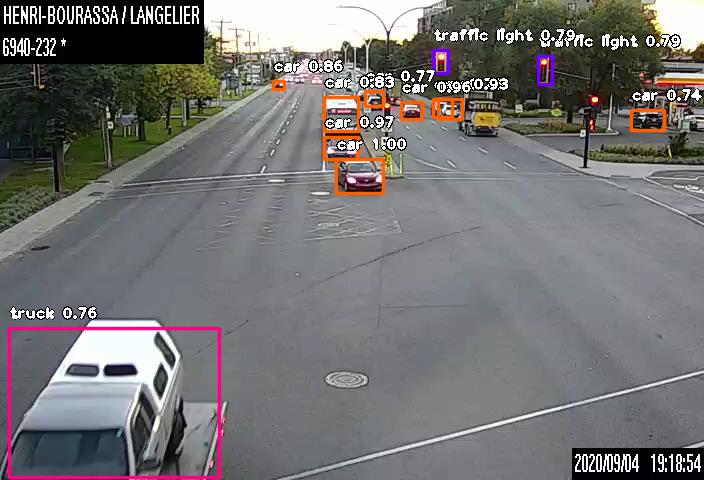 HENRI-BOURASSA / LANGELIER
6940-232 *
traffic light 0.79
traffic light 0.79
car 0.86
car 0.83
0.77
car 0.96
0.93
car 0.74
car 0.97
car 1.00
truck 0.76
2020/09/04 19:18:54